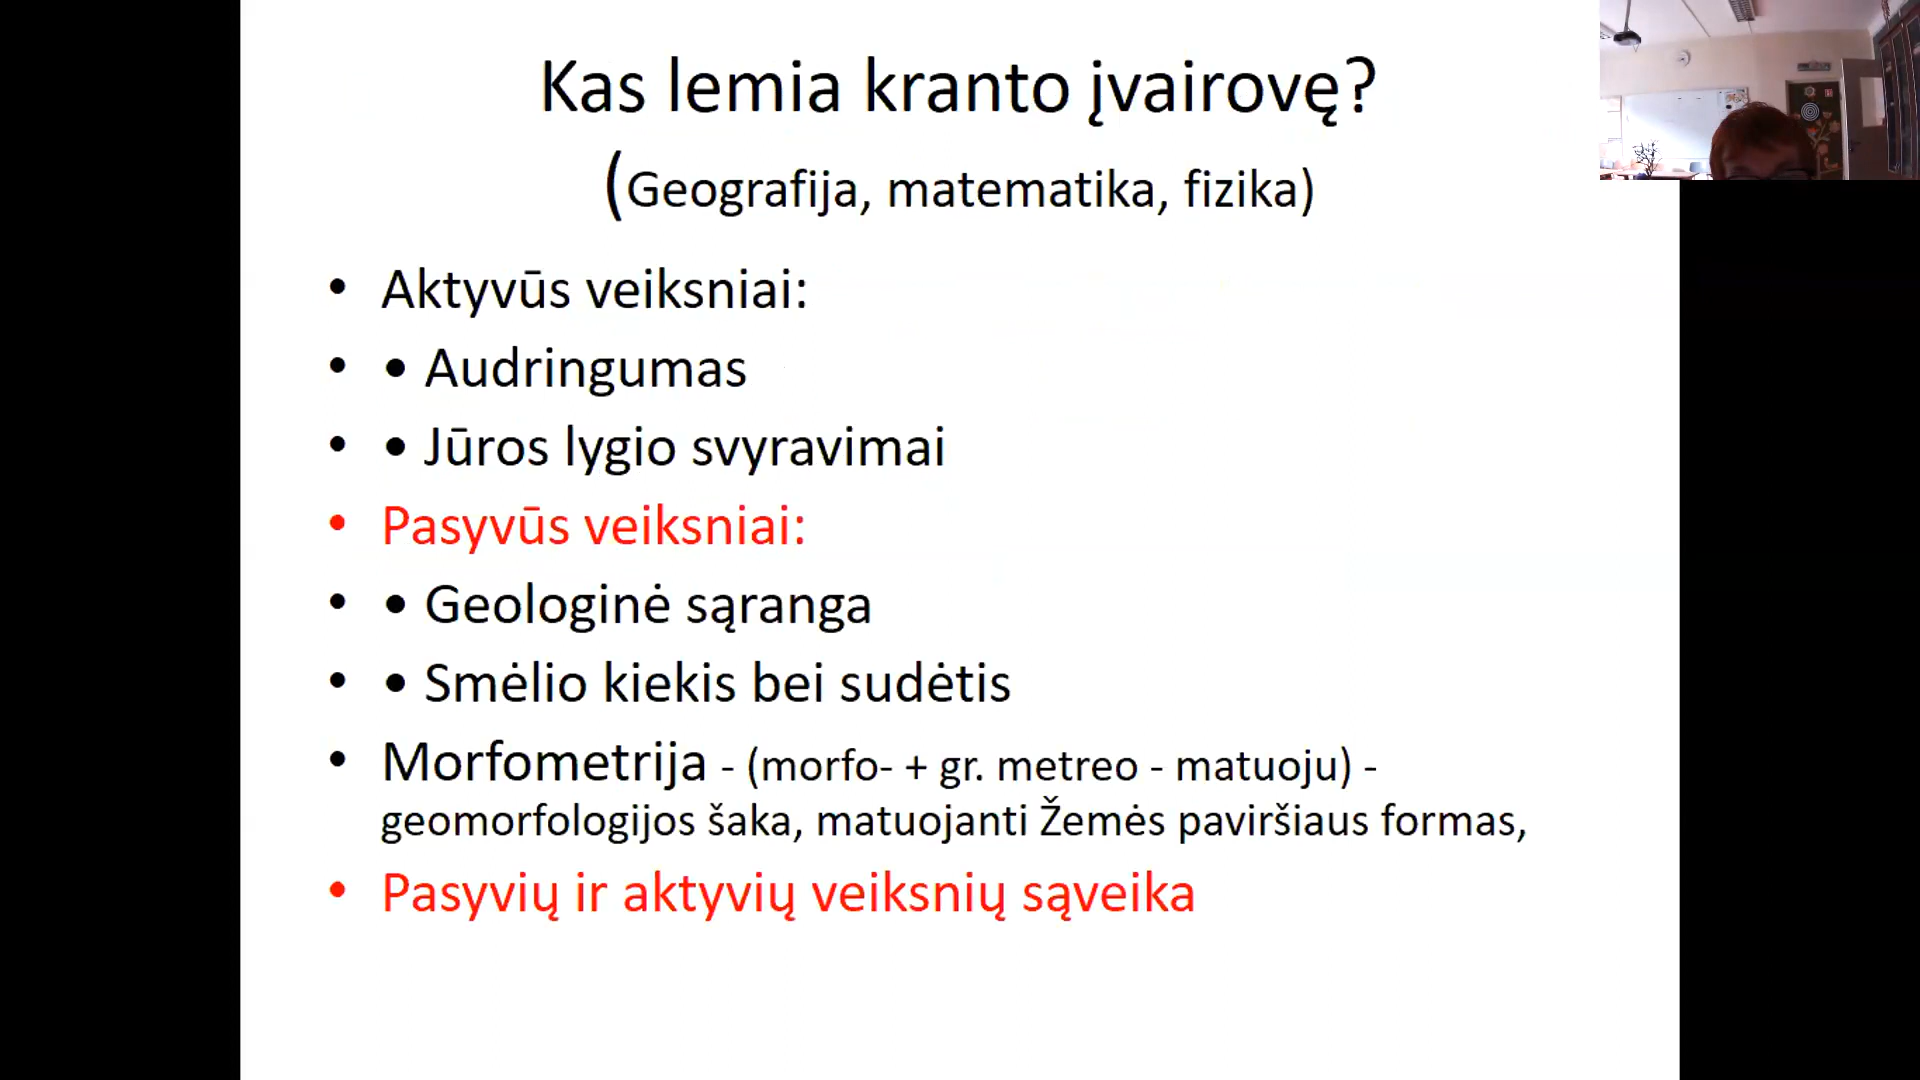 Kas lemia kranto įvairovę?
(Geografija, matematika, fizika)
• Aktyvūs veiksniai:
• • Audringumas
• • Jūros lygio svyravimai
• Pasyvūs veiksniai:
• • Geologinė sąranga
• • Smėlio kiekis bei sudėtis
• Morfometrija - (morfo- + gr. metreo - matuoju) -
geomorfologijos šaka, matuojanti Žemės paviršiaus formas,
• Pasyvių ir aktyvių veiksnių sąveika